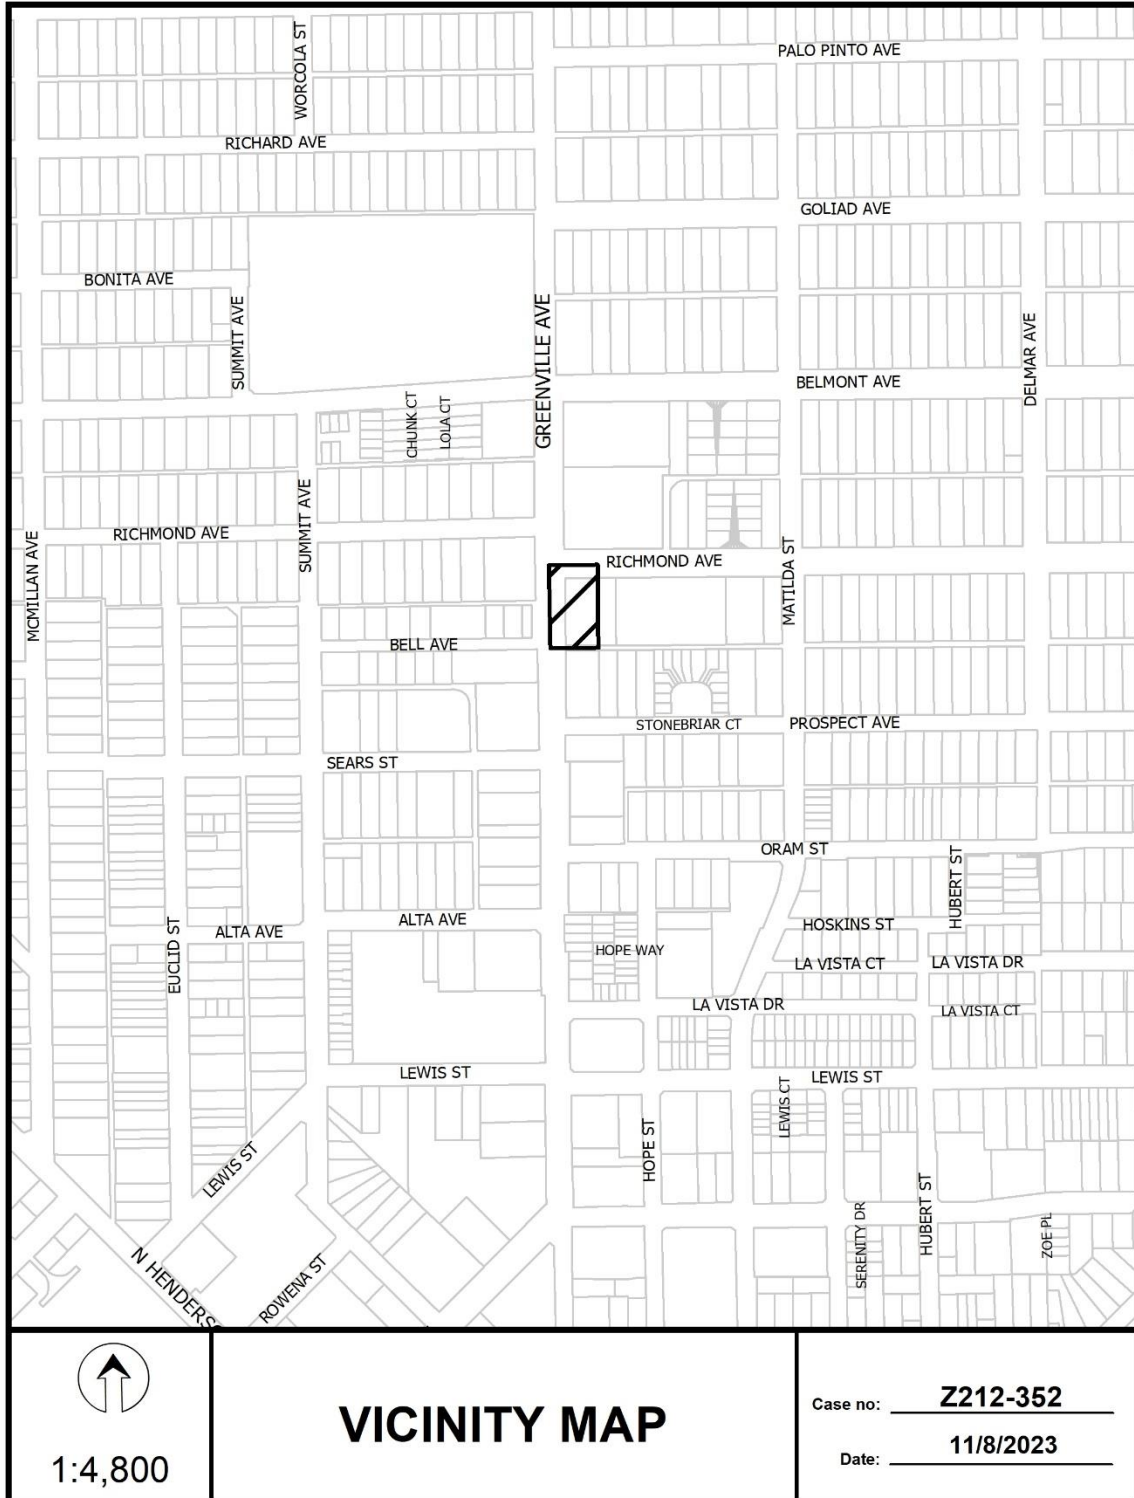 WORCOLA ST
PALO PINTO AVE
RICHARD AVE
GOLIAD AVE
BONITA AVE
SUMMIT AVE
GREENVILLE AVE
DELMAR AVE
BELMONT AVE
CHUNK CT
LOLA CT
SUMMIT AVE
RICHMOND AVE
MCMILLAN AVE
RICHMOND AVE
MATILDA ST
BELL AVE
STONEBRIAR CT
PROSPECT AVE
SEARS ST
ORAM ST
HUBERT ST
ALTA AVE
ALTA AVE
EUCLID ST
HOPE WAY
HOSKINS ST
LA VISTA CT
LA VISTA DR
LA VISTA DR
LA VISTA CT
LEWIS ST
LEWIS ST
LEWIS CT
HOPE ST
LEWIS ST
SERENITY DR
HUBERT ST
ZOE PL
N HENDERSO
ROWENA ST
1:4,800
VICINITY MAP
Case no: Z212-352
Date: 11/8/2023